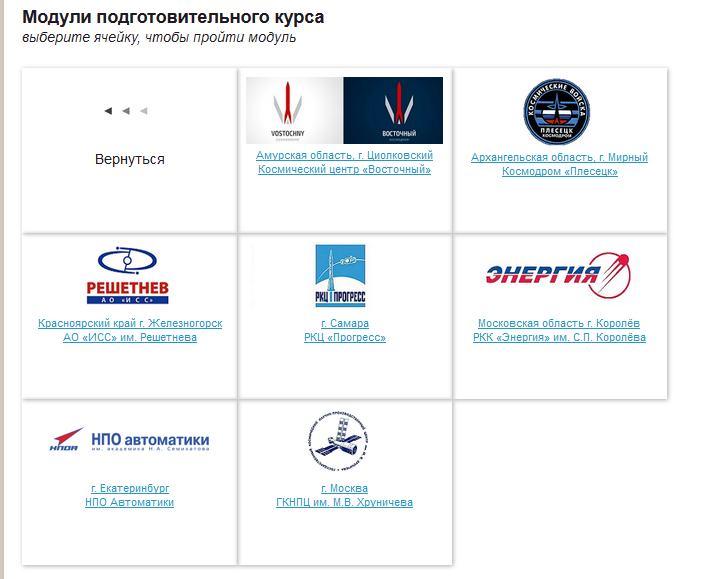 Модули подготовительного курса
выберите ячейку, чтобы пройти модуль
Вернуться
VOSTOCHNY
ВОСТОЧНЫЙ
Амурская область, г. Циолковский
Космический центр «Восточный»
КОСМИЧЕСКИЕ ВОЙСКА
ПЛЕСЕЦК
КОСМОДРОМ
Архангельская область, г. Мирный
Космодром «Плесецк»
РЕШЕТНЕВ
АО «ИСС»
Красноярский край г. Железногорск
АО «ИСС» им. Решетнева
РКЦ ПРОГРЕСС
г. Самара
РКЦ «Прогресс»
ЭНЕРГИЯ
Московская область г. Королёв
РКК «Энергия» им. С.П. Королёва
НПОА
НПО автоматики
им. академика Н.А. Семихатова
г. Екатеринбург
НПО Автоматики
г. Москва
ГКНПЦ им. М.В. Хруничева